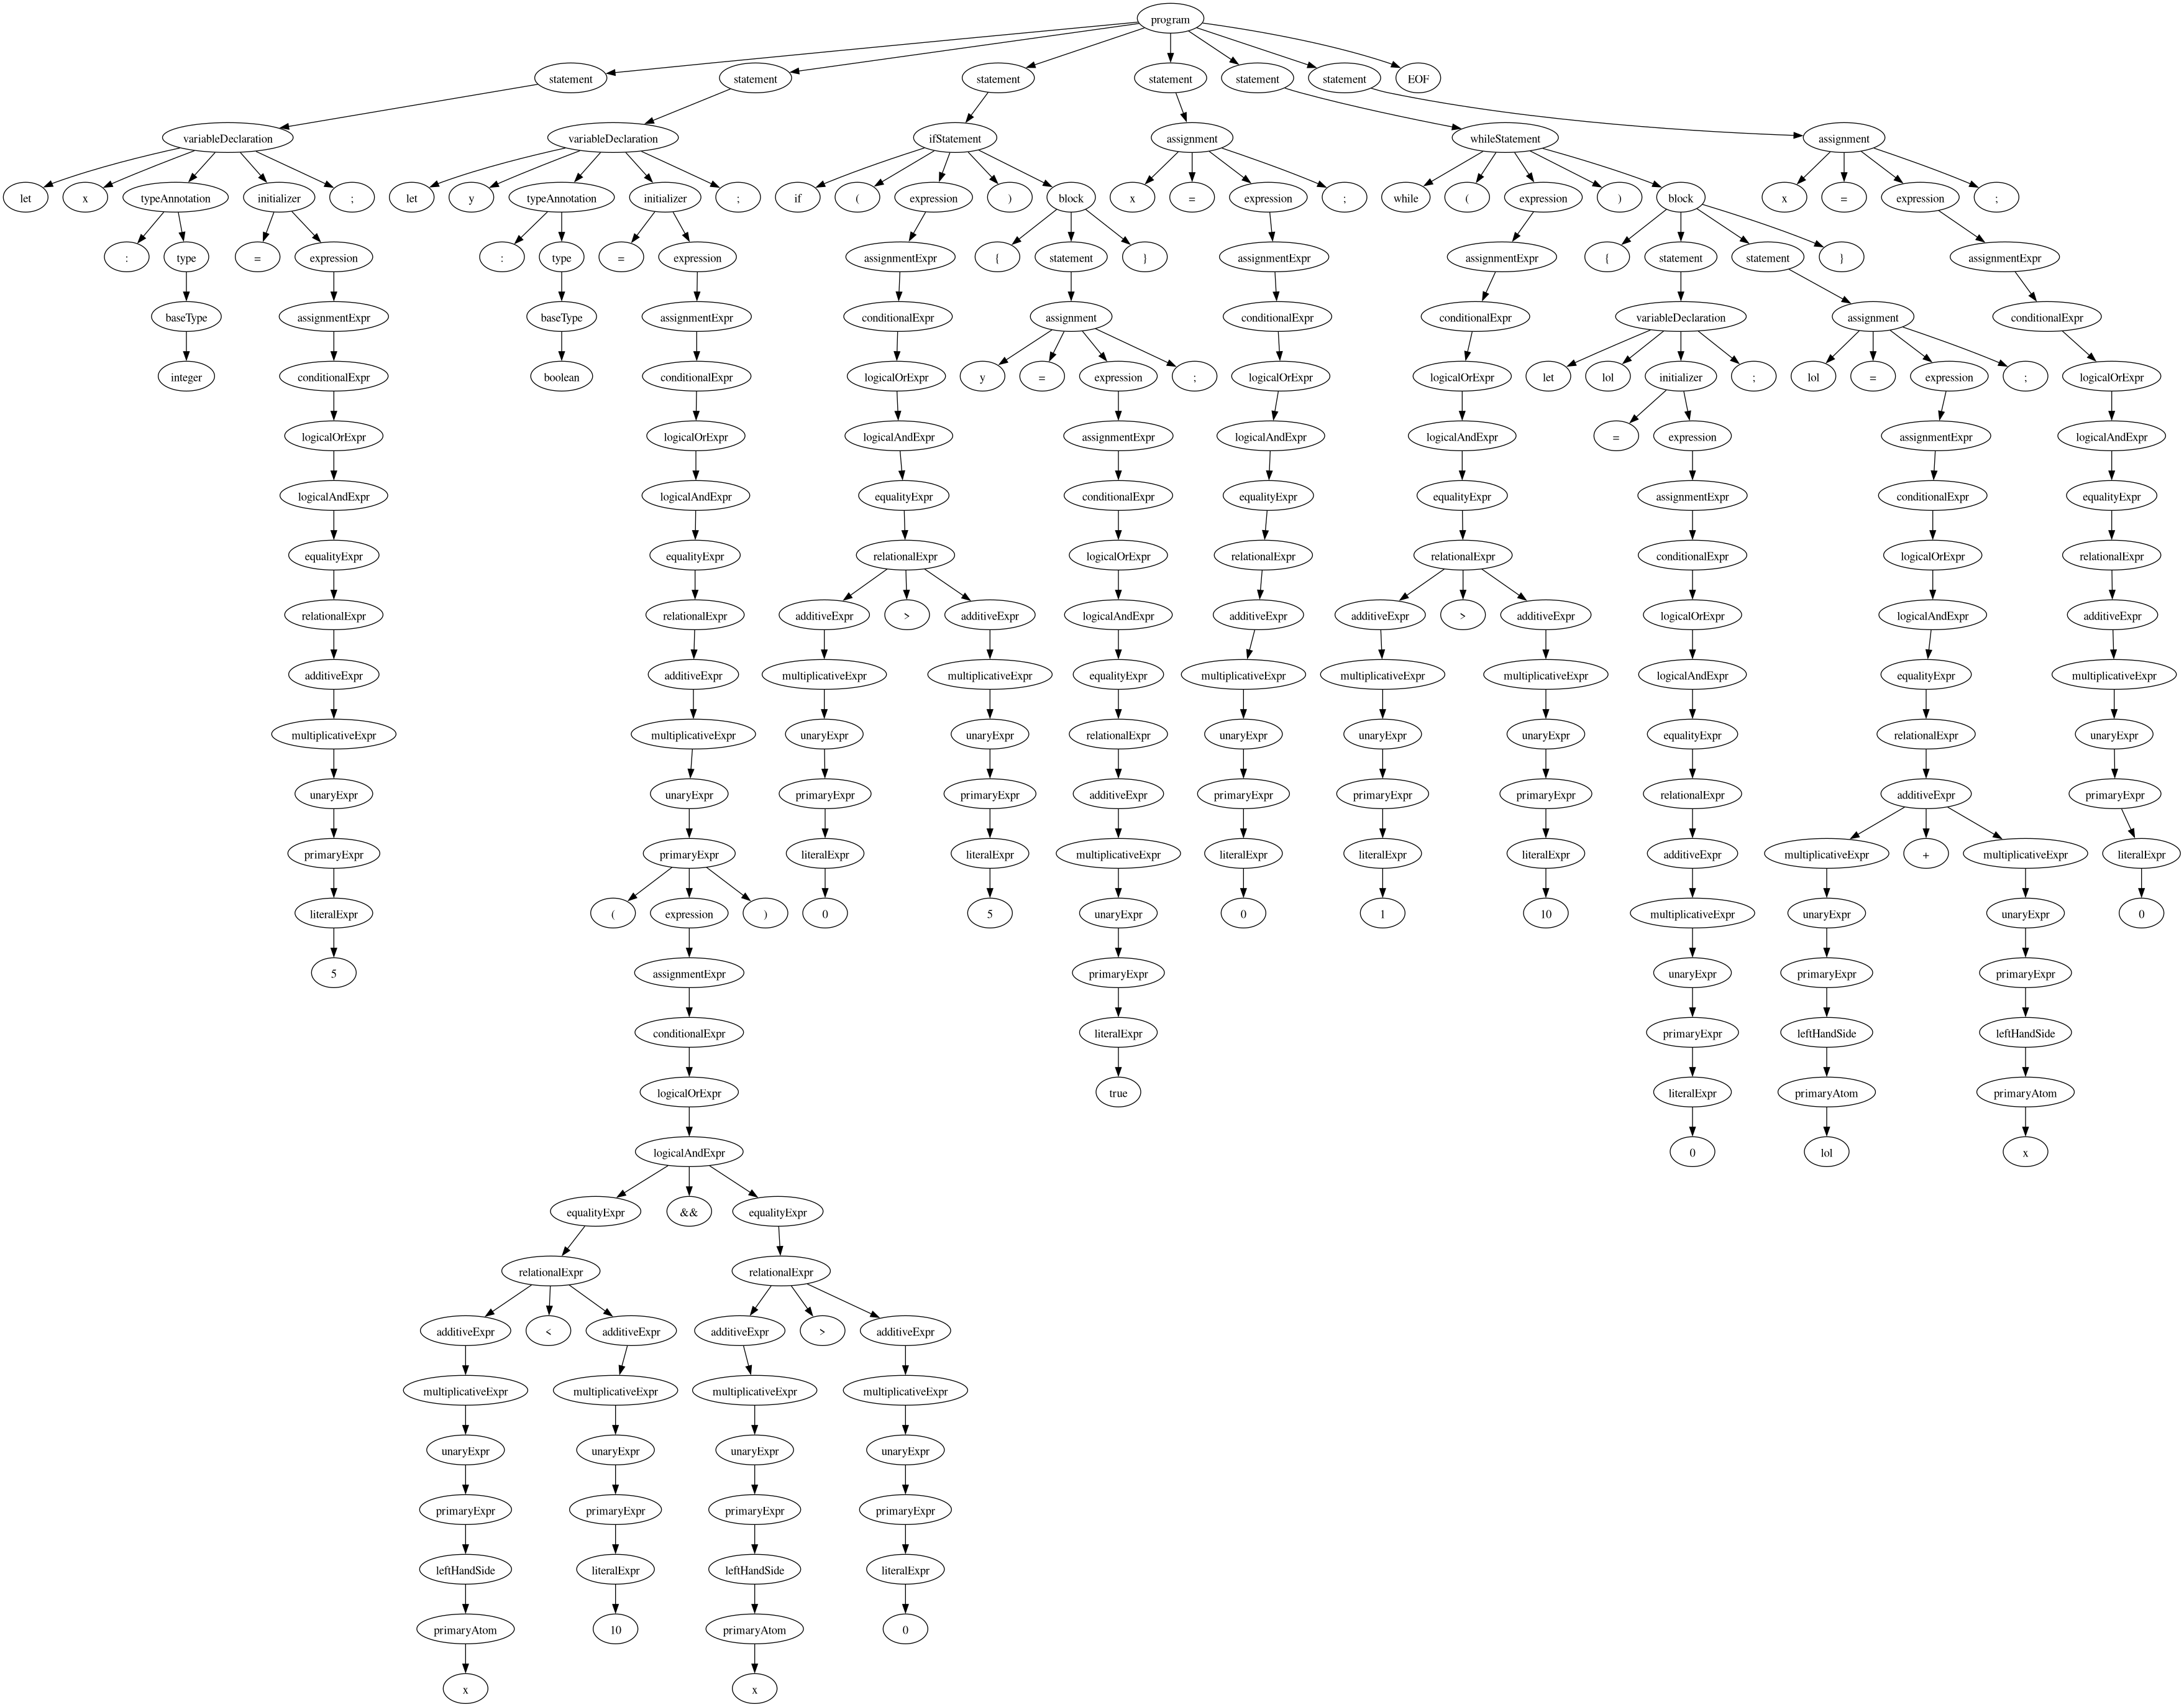 program
statement statement statement statement statement statement EOF
variableDeclaration variableDeclaration ifStatement assignment whileStatement assignment
let x typeAnnotation initializer ; let y typeAnnotation initializer ; if ( expression ) block x = expression ; while ( expression ) block x = expression ;
: type = expression : type = expression assignmentExpr { statement } assignmentExpr assignmentExpr { statement statement } assignmentExpr
baseType assignmentExpr baseType assignmentExpr conditionalExpr assignment conditionalExpr conditionalExpr variableDeclaration assignment conditionalExpr
integer conditionalExpr boolean conditionalExpr logicalOrExpr y = expression ; logicalOrExpr logicalOrExpr let lol initializer ; lol = expression ; logicalOrExpr
logicalOrExpr logicalOrExpr logicalAndExpr assignmentExpr logicalAndExpr logicalAndExpr = expression assignmentExpr logicalAndExpr
logicalAndExpr logicalAndExpr equalityExpr conditionalExpr equalityExpr equalityExpr assignmentExpr conditionalExpr equalityExpr
equalityExpr equalityExpr relationalExpr logicalOrExpr relationalExpr relationalExpr conditionalExpr logicalOrExpr relationalExpr
relationalExpr relationalExpr additiveExpr > additiveExpr logicalAndExpr additiveExpr additiveExpr > additiveExpr logicalOrExpr logicalAndExpr additiveExpr
additiveExpr additiveExpr multiplicativeExpr multiplicativeExpr equalityExpr multiplicativeExpr multiplicativeExpr multiplicativeExpr logicalAndExpr equalityExpr multiplicativeExpr
multiplicativeExpr multiplicativeExpr unaryExpr unaryExpr relationalExpr unaryExpr unaryExpr unaryExpr equalityExpr relationalExpr unaryExpr
unaryExpr unaryExpr primaryExpr primaryExpr additiveExpr primaryExpr primaryExpr primaryExpr relationalExpr additiveExpr primaryExpr
primaryExpr primaryExpr literalExpr literalExpr multiplicativeExpr literalExpr literalExpr literalExpr additiveExpr multiplicativeExpr + multiplicativeExpr literalExpr
literalExpr ( expression ) 0 5 unaryExpr 0 1 10 multiplicativeExpr unaryExpr unaryExpr 0
5 assignmentExpr primaryExpr unaryExpr primaryExpr primaryExpr
conditionalExpr literalExpr primaryExpr leftHandSide leftHandSide
logicalOrExpr true literalExpr primaryAtom primaryAtom
logicalAndExpr 0 lol x
equalityExpr && equalityExpr
relationalExpr relationalExpr
additiveExpr < additiveExpr additiveExpr > additiveExpr
multiplicativeExpr multiplicativeExpr multiplicativeExpr multiplicativeExpr
unaryExpr unaryExpr unaryExpr unaryExpr
primaryExpr primaryExpr primaryExpr primaryExpr
leftHandSide literalExpr leftHandSide literalExpr
primaryAtom 10 primaryAtom 0
x x